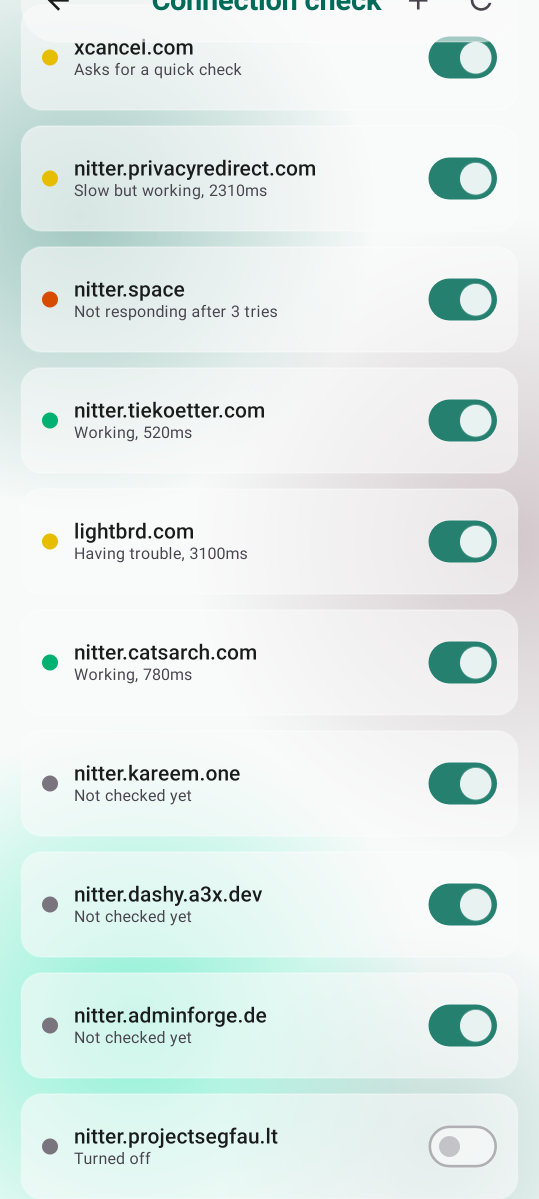 Connection check
xcancel.com
Asks for a quick check
nitter.privacyredirect.com
Slow but working, 2310ms
nitter.space
Not responding after 3 tries
nitter.tiekoetter.com
Working, 520ms
lightbrd.com
Having trouble, 3100ms
nitter.catsarch.com
Working, 780ms
nitter.kareem.one
Not checked yet
nitter.dashy.a3x.dev
Not checked yet
nitter.adminforge.de
Not checked yet
nitter.projectsegfau.lt
Turned off